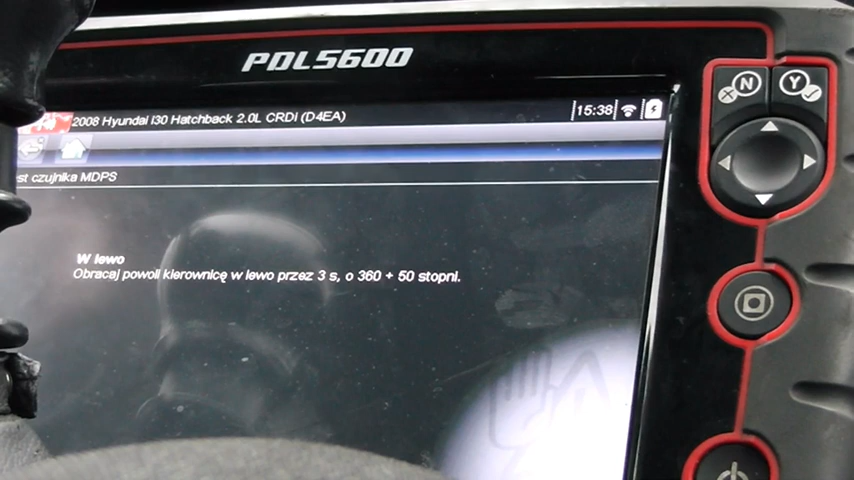 PDL5600
2008 Hyundai i30 Hatchback 2.0L CRDi (D4EA)
15:38
N
Y
st czujnika MDPS
W lewo
Obracaj powoli kierownicę w lewo przez 3 s, o 360 + 50 stopni.